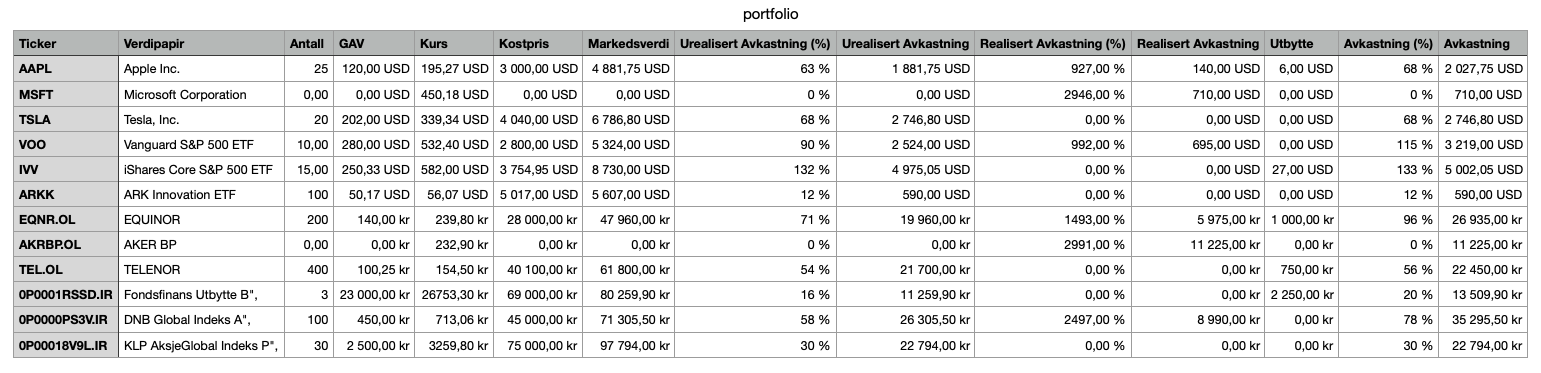 portfolio
Ticker Verdipapir Antall GAV Kurs Kostpris Markedsverdi Urealisert Avkastning (%) Urealisert Avkastning Realisert Avkastning (%) Realisert Avkastning Utbytte Avkastning (%) Avkastning
AAPL Apple Inc. 25 120,00 USD 195,27 USD 3 000,00 USD 4 881,75 USD 63 % 1 881,75 USD 927,00 % 140,00 USD 6,00 USD 68 % 2 027,75 USD
MSFT Microsoft Corporation 0,00 0,00 USD 450,18 USD 0,00 USD 0,00 USD 0 % 0,00 USD 2946,00 % 710,00 USD 0,00 USD 0 % 710,00 USD
TSLA Tesla, Inc. 20 202,00 USD 339,34 USD 4 040,00 USD 6 786,80 USD 68 % 2 746,80 USD 0,00 % 0,00 USD 0,00 USD 68 % 2 746,80 USD
VOO Vanguard S&P 500 ETF 10,00 280,00 USD 532,40 USD 2 800,00 USD 5 324,00 USD 90 % 2 524,00 USD 992,00 % 695,00 USD 0,00 USD 115 % 3 219,00 USD
IVV iShares Core S&P 500 ETF 15,00 250,33 USD 582,00 USD 3 754,95 USD 8 730,00 USD 132 % 4 975,05 USD 0,00 % 0,00 USD 27,00 USD 133 % 5 002,05 USD
ARKK ARK Innovation ETF 100 50,17 USD 56,07 USD 5 017,00 USD 5 607,00 USD 12 % 590,00 USD 0,00 % 0,00 USD 0,00 USD 12 % 590,00 USD
EQNR.OL EQUINOR 200 140,00 kr 239,80 kr 28 000,00 kr 47 960,00 kr 71 % 19 960,00 kr 1493,00 % 5 975,00 kr 1 000,00 kr 96 % 26 935,00 kr
AKRBP.OL AKER BP 0,00 0,00 kr 232,90 kr 0,00 kr 0,00 kr 0 % 0,00 kr 2991,00 % 11 225,00 kr 0,00 kr 0 % 11 225,00 kr
TEL.OL TELENOR 400 100,25 kr 154,50 kr 40 100,00 kr 61 800,00 kr 54 % 21 700,00 kr 0,00 % 0,00 kr 750,00 kr 56 % 22 450,00 kr
0P0001RSSD.IR Fondsfinans Utbytte B", 3 23 000,00 kr 26753,30 kr 69 000,00 kr 80 259,90 kr 16 % 11 259,90 kr 0,00 % 0,00 kr 2 250,00 kr 20 % 13 509,90 kr
0P0000PS3V.IR DNB Global Indeks A", 100 450,00 kr 713,06 kr 45 000,00 kr 71 305,50 kr 58 % 26 305,50 kr 2497,00 % 8 990,00 kr 0,00 kr 78 % 35 295,50 kr
0P00018V9L.IR KLP AksjeGlobal Indeks P", 30 2 500,00 kr 3259,80 kr 75 000,00 kr 97 794,00 kr 30 % 22 794,00 kr 0,00 % 0,00 kr 0,00 kr 30 % 22 794,00 kr